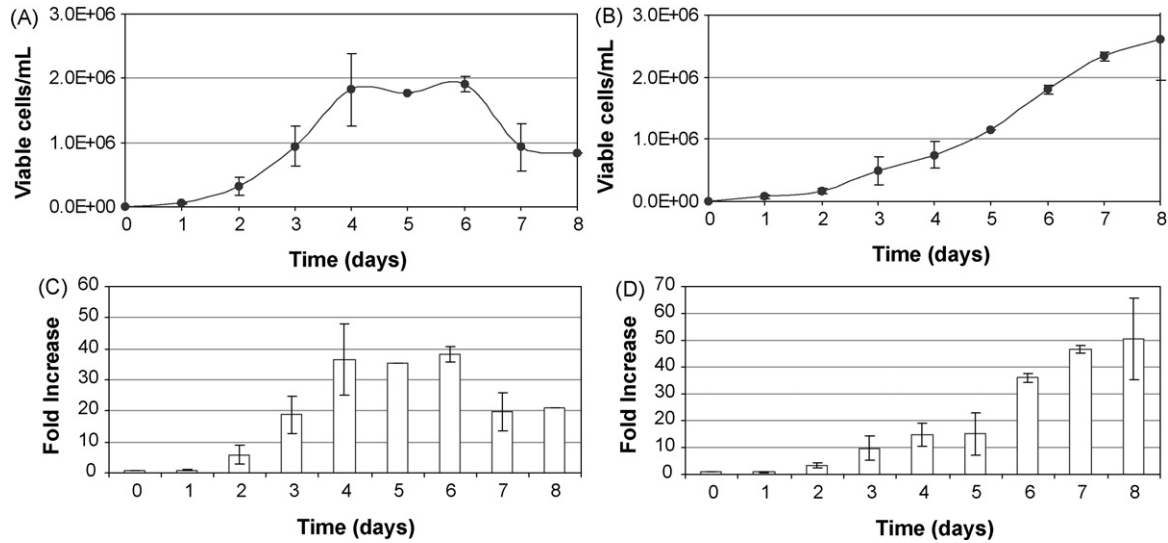 (A)
Viable cells/mL
3.0E+06
2.0E+06
1.0E+06
0.0E+00
0 1 2 3 4 5 6 7 8
Time (days)
(B)
Viable cells/mL
3.0E+06
2.0E+06
1.0E+06
0.0E+00
0 1 2 3 4 5 6 7 8
Time (days)
(C)
Fold Increase
60
50
40
30
20
10
0
0 1 2 3 4 5 6 7 8
Time (days)
(D)
Fold Increase
70
60
50
40
30
20
10
0
0 1 2 3 4 5 6 7 8
Time (days)